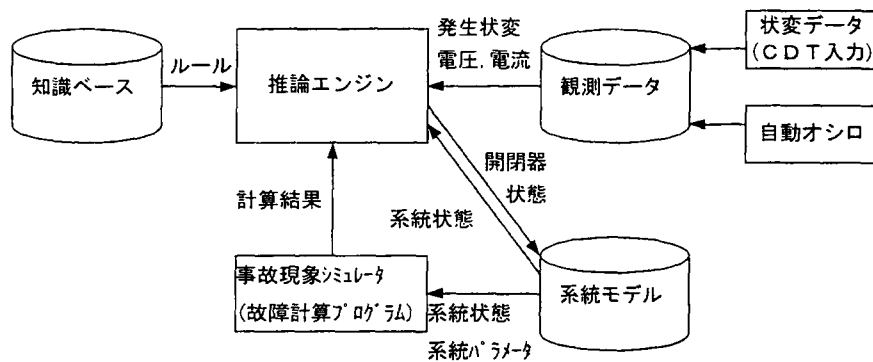 知識ベース
ルール
推論エンジン
発生状変
電圧,電流
観測データ
状変データ
(CDT入力)
自動オシロ
開閉器
状態
系統状態
計算結果
事故現象ｼﾐｭﾚｰﾀ
(故障計算ﾌﾟﾛｸﾞﾗﾑ)
系統状態
系統ﾊﾟﾗﾒｰﾀ
系統モデル